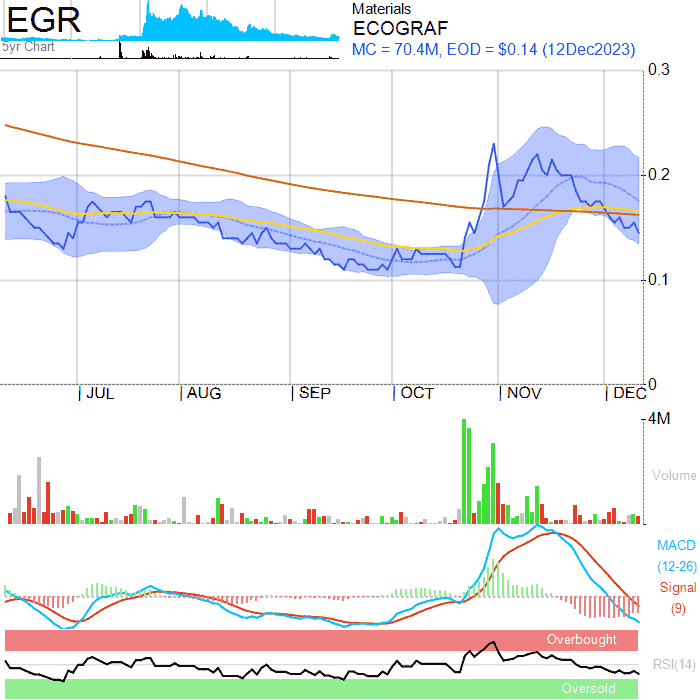 EGR
5yr Chart
Materials
ECOGRAF
MC = 70.4M, EOD = $0.14 (12Dec2023)
0.3
0.2
0.1
0
JUL AUG SEP OCT NOV DEC
4M
Volume
MACD
(12-26)
Signal
(9)
Overbought
RSI(14)
Oversold